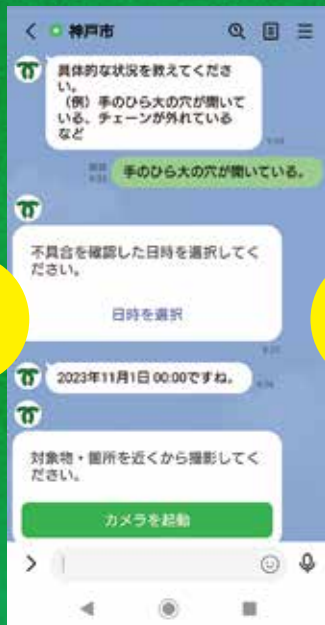 神戸市
具体的な状況を教えてくださ
い。
（例）手のひら大の穴が開いて
いる、チェーンが外れている
など
手のひら大の穴が開いている。
不具合を確認した日時を選択してく
ださい。
日時を選択
2023年11月1日 00:00ですね。
対象物・箇所を近くから撮影してく
ださい。
カメラを起動